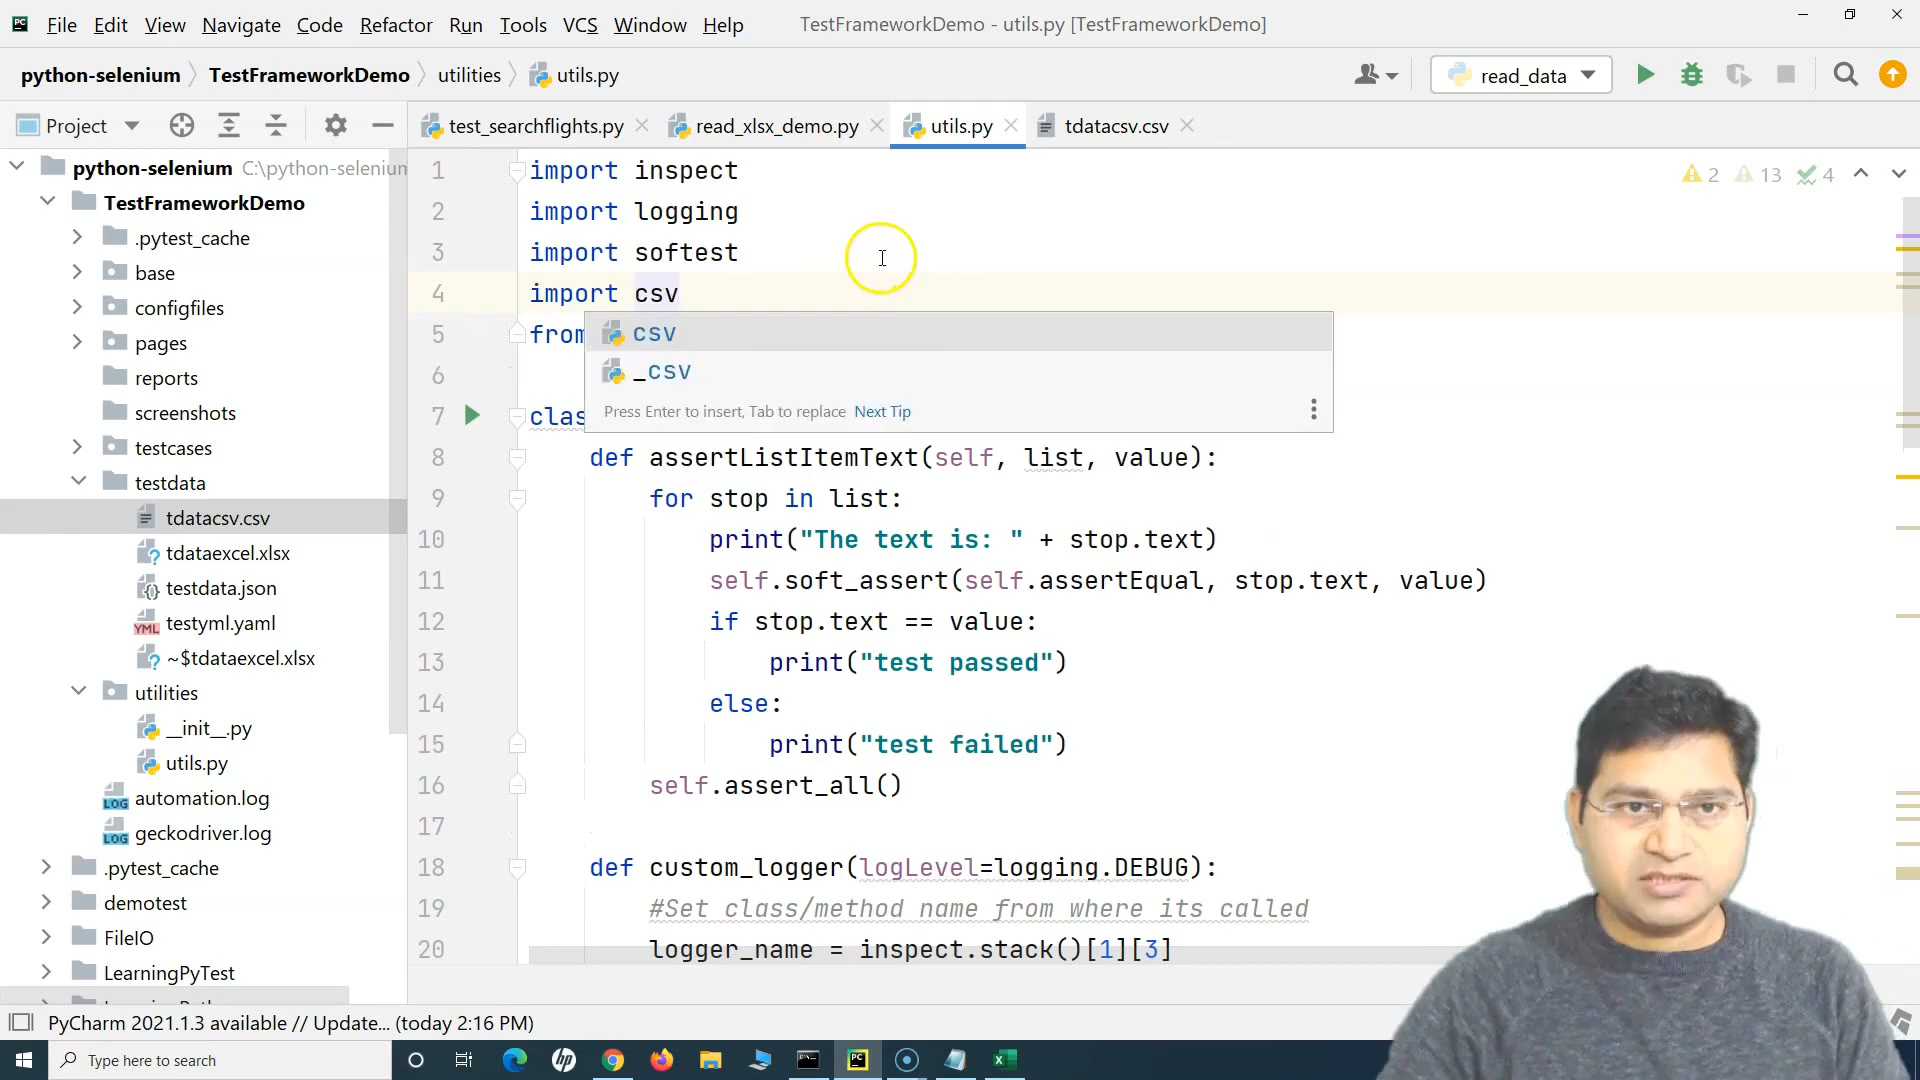 File Edit View Navigate Code Refactor Run Tools VCS Window Help TestFrameworkDemo - utils.py [TestFrameworkDemo]
python-selenium TestFrameworkDemo utilities utils.py read_data
Project test_searchflights.py read_xlsx_demo.py utils.py tdatacsv.csv
python-selenium C:\python-selenium
TestFrameworkDemo
.pytest_cache
base
configfiles
pages
reports
screenshots
testcases
testdata
tdatacsv.csv
tdataexcel.xlsx
testdata.json
YML testyml.yaml
~$tdataexcel.xlsx
utilities
__init__.py
utils.py
LOG automation.log
LOG geckodriver.log
.pytest_cache
demotest
FileIO
LearningPyTest
1 import inspect
2 import logging
3 import softest
4 import csv
5 from
6
7 clas
8 def assertListItemText(self, list, value):
9 for stop in list:
10 print("The text is: " + stop.text)
11 self.soft_assert(self.assertEqual, stop.text, value)
12 if stop.text == value:
13 print("test passed")
14 else:
15 print("test failed")
16 self.assert_all()
17
18 def custom_logger(logLevel=logging.DEBUG):
19 #Set class/method name from where its called
20 logger_name = inspect.stack()[1][3]
2 13 4
csv
_csv
Press Enter to insert, Tab to replace Next Tip
PyCharm 2021.1.3 available // Update... (today 2:16 PM)
Type here to search